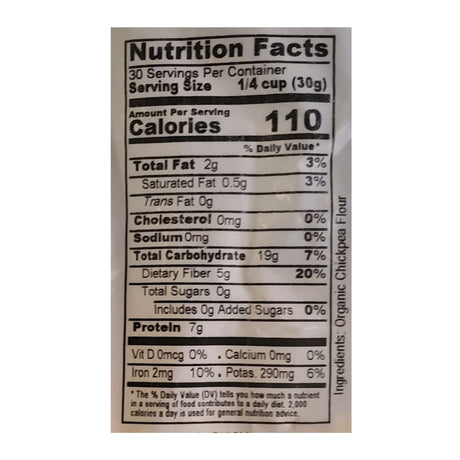 Nutrition Facts
30 Servings Per Container
Serving Size 1/4 cup (30g)
Amount Per Serving
Calories 110
% Daily Value*
Total Fat 2g 3%
Saturated Fat 0.5g 3%
Trans Fat 0g
Cholesterol 0mg 0%
Sodium 0mg 0%
Total Carbohydrate 19g 7%
Dietary Fiber 5g 20%
Total Sugars 0g
Includes 0g Added Sugars 0%
Protein 7g
Vit D 0mcg 0% . Calcium 0mg 0%
Iron 2mg 10% . Potas. 290mg 6%
* The % Daily Value (DV) tells you how much a nutrient
in a serving of food contributes to a daily diet. 2,000
calories a day is used for general nutrition advice.
Ingredients: Organic Chickpea Flour